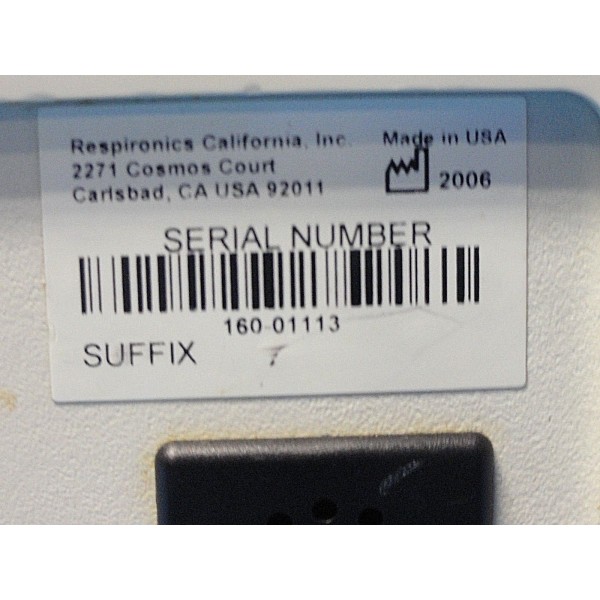 Respironics California, Inc. Made in USA
2271 Cosmos Court
Carlsbad, CA USA 92011 2006
SERIAL NUMBER
160-01113
SUFFIX